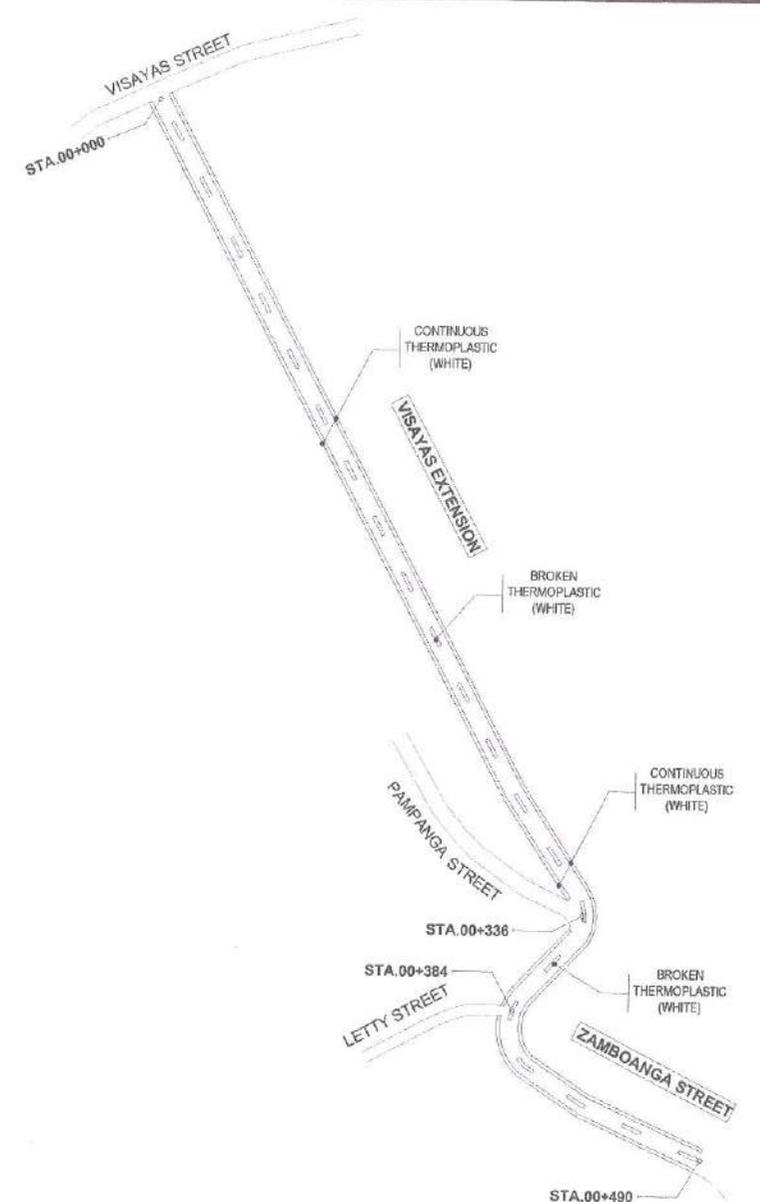 VISAYAS STREET
STA.00+000
CONTINUOUS
THERMOPLASTIC
(WHITE)
VISAYAS EXTENSION
BROKEN
THERMOPLASTIC
(WHITE)
CONTINUOUS
THERMOPLASTIC
(WHITE)
PAMPANGA STREET
STA.00+336
STA.00+384
BROKEN
THERMOPLASTIC
(WHITE)
LETTY STREET
ZAMBOANGA STREET
STA.00+490